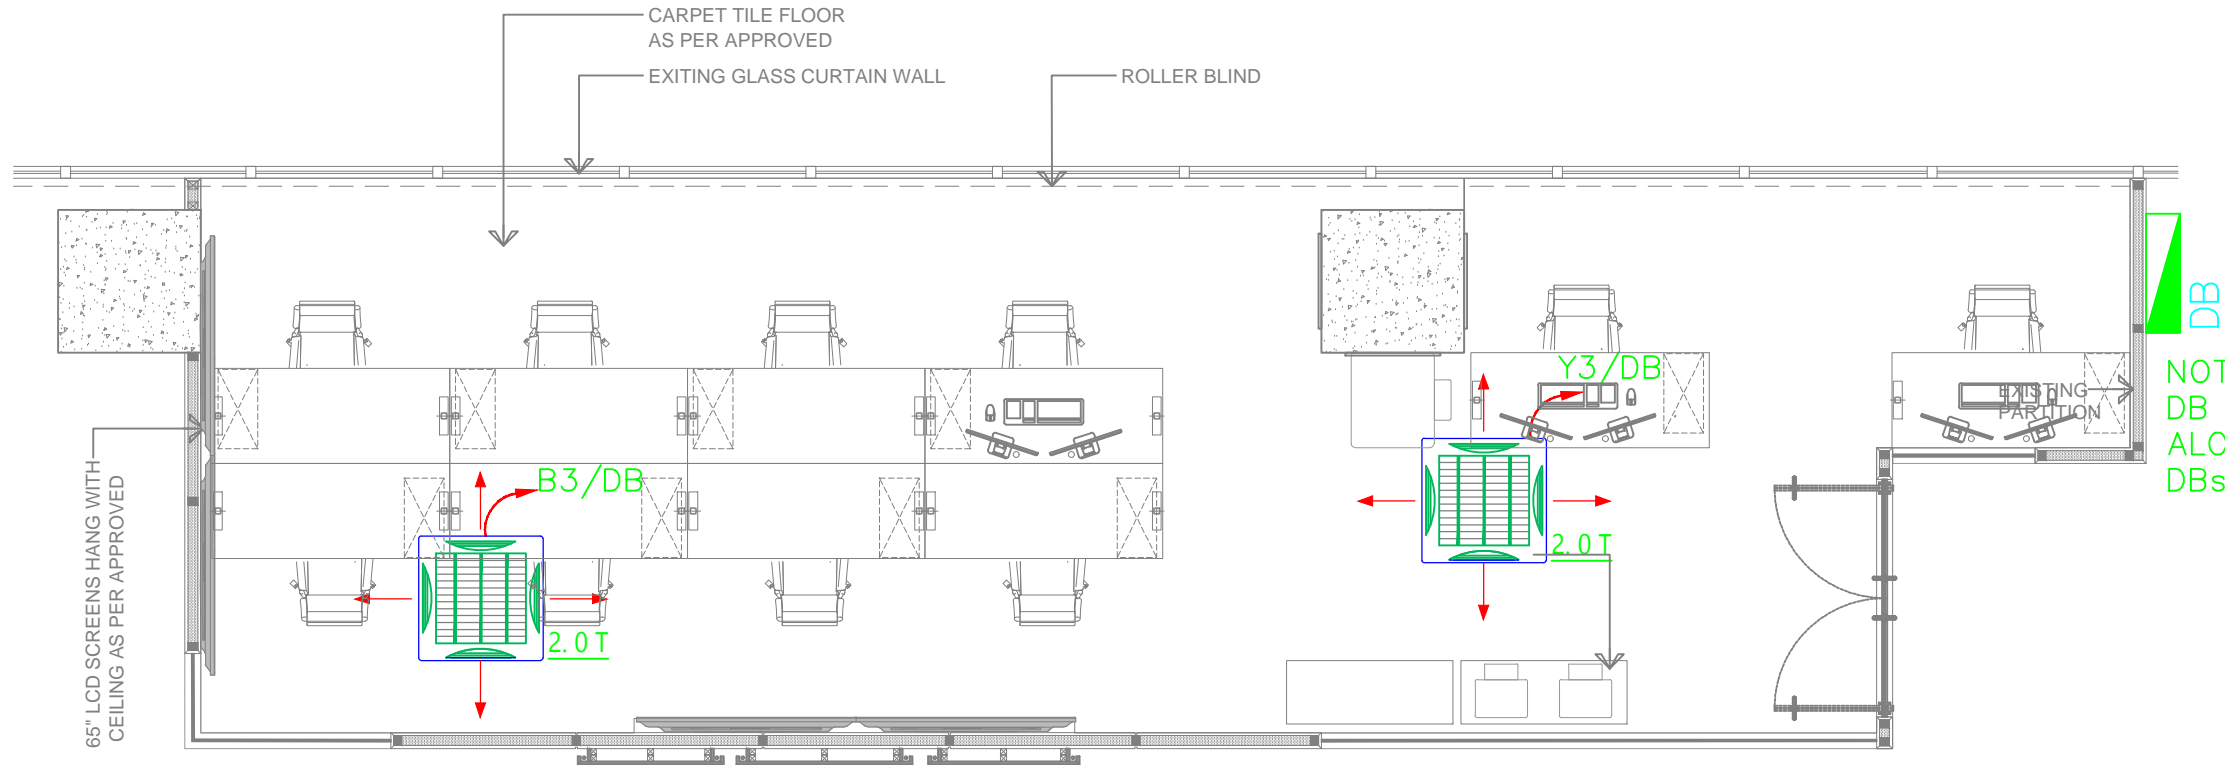 CARPET TILE FLOOR
AS PER APPROVED
EXITING GLASS CURTAIN WALL
ROLLER BLIND
DB
Y3/DB
NOT
DB
ALO
DBs
EXISTING
PARTITION
B3/DB
2.0T
2.0T
65" LCD SCREENS HANG WITH
CEILING AS PER APPROVED